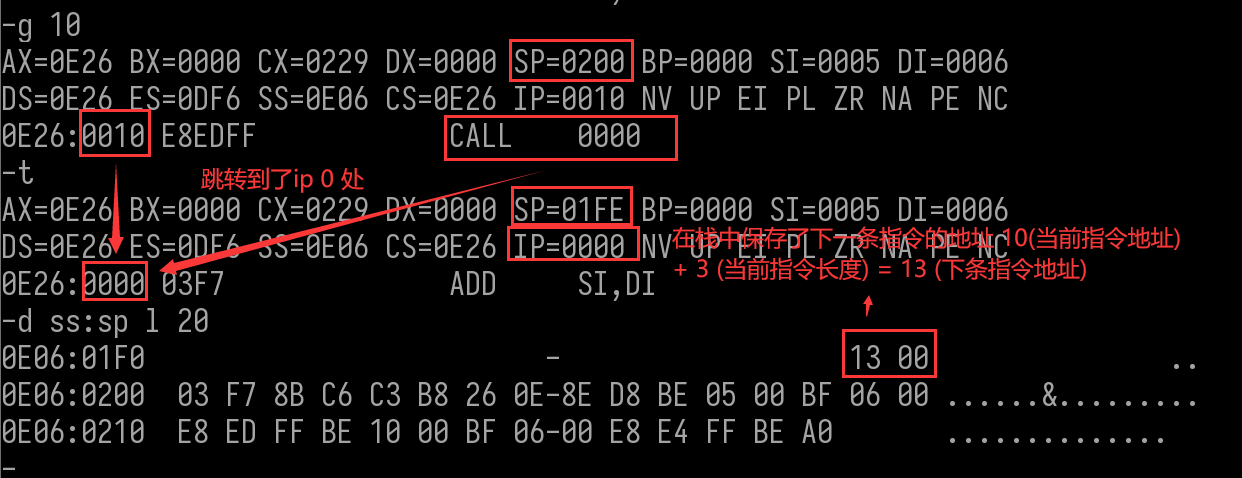 -g 10
AX=0E26 BX=0000 CX=0229 DX=0000 SP=0200 BP=0000 SI=0005 DI=0006
DS=0E26 ES=0DF6 SS=0E06 CS=0E26 IP=0010 NV UP EI PL ZR NA PE NC
0E26:0010 E8EDFF CALL 0000
-t
跳转到了ip 0 处
AX=0E26 BX=0000 CX=0229 DX=0000 SP=01FE BP=0000 SI=0005 DI=0006
DS=0E26 ES=0DF6 SS=0E06 CS=0E26 IP=0000 NV UP EI PL ZR NA PE NC
在栈中保存了下一条指令的地址 10(当前指令地址)
+ 3 (当前指令长度) = 13 (下条指令地址)
0E26:0000 03F7 ADD SI,DI
-d ss:sp l 20
0E06:01F0 - 13 00 ..
0E06:0200 03 F7 8B C6 C3 B8 26 0E-8E D8 BE 05 00 BF 06 00 ......&.........
0E06:0210 E8 ED FF BE 10 00 BF 06-00 E8 E4 FF BE A0 ..............
-